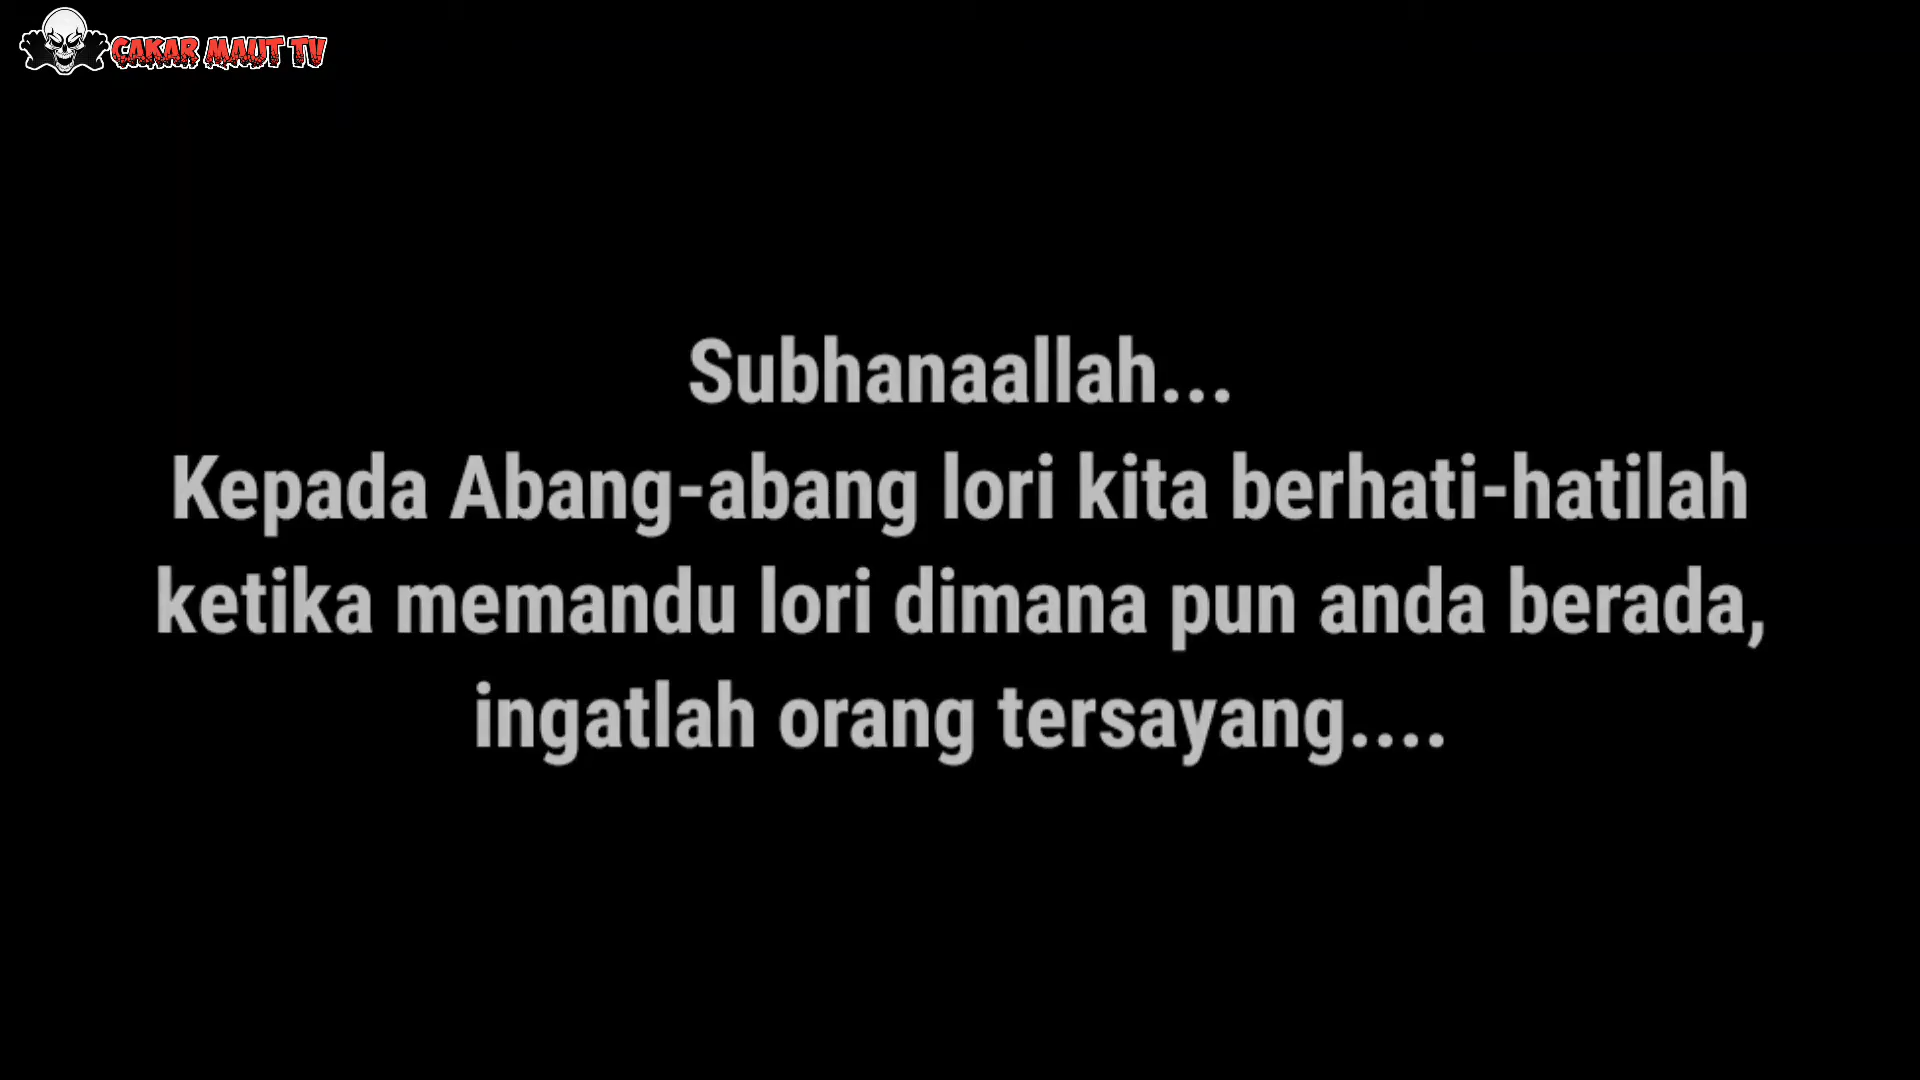 CAKAR MAUT TV
Subhanaallah...
Kepada Abang-abang lori kita berhati-hatilah
ketika memandu lori dimana pun anda berada,
ingatlah orang tersayang....